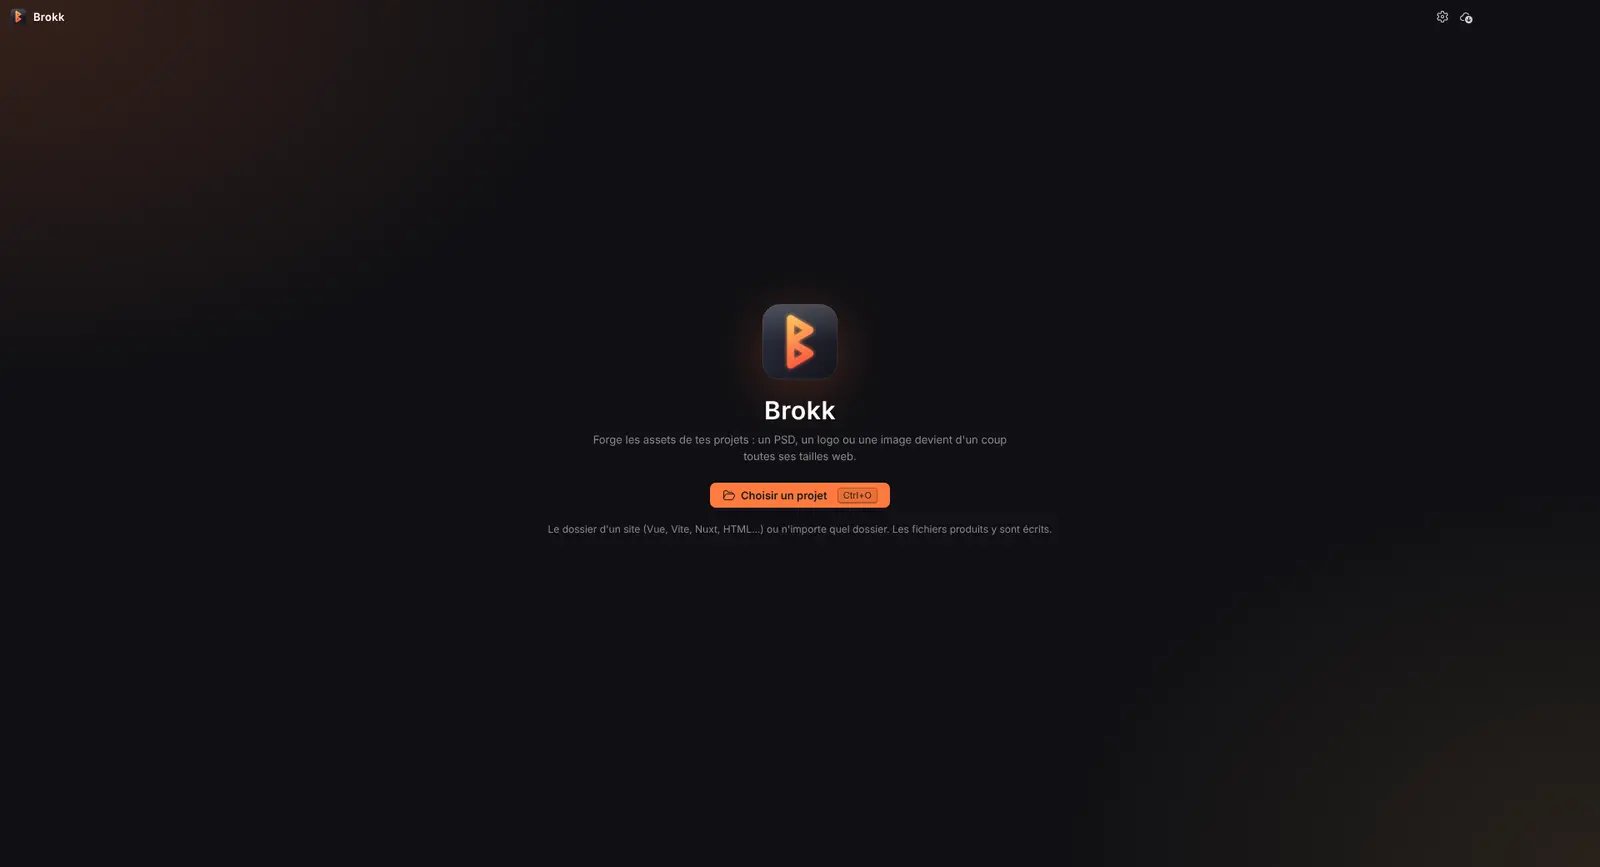 Brokk
Brokk
Forge les assets de tes projets : un PSD, un logo ou une image devient d'un coup
toutes ses tailles web.
Choisir un projet Ctrl+O
Le dossier d'un site (Vue, Vite, Nuxt, HTML...) ou n'importe quel dossier. Les fichiers produits y sont écrits.